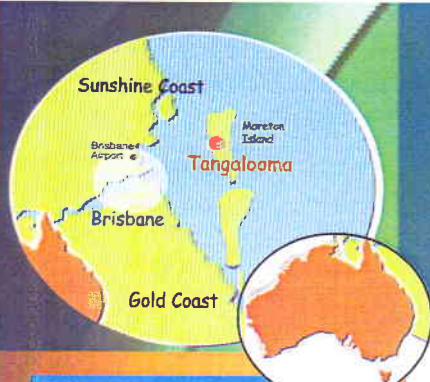 Sunshine Coast
Moreton
Island
Brisbane
Airport
Tangalooma
Brisbane
Gold Coast